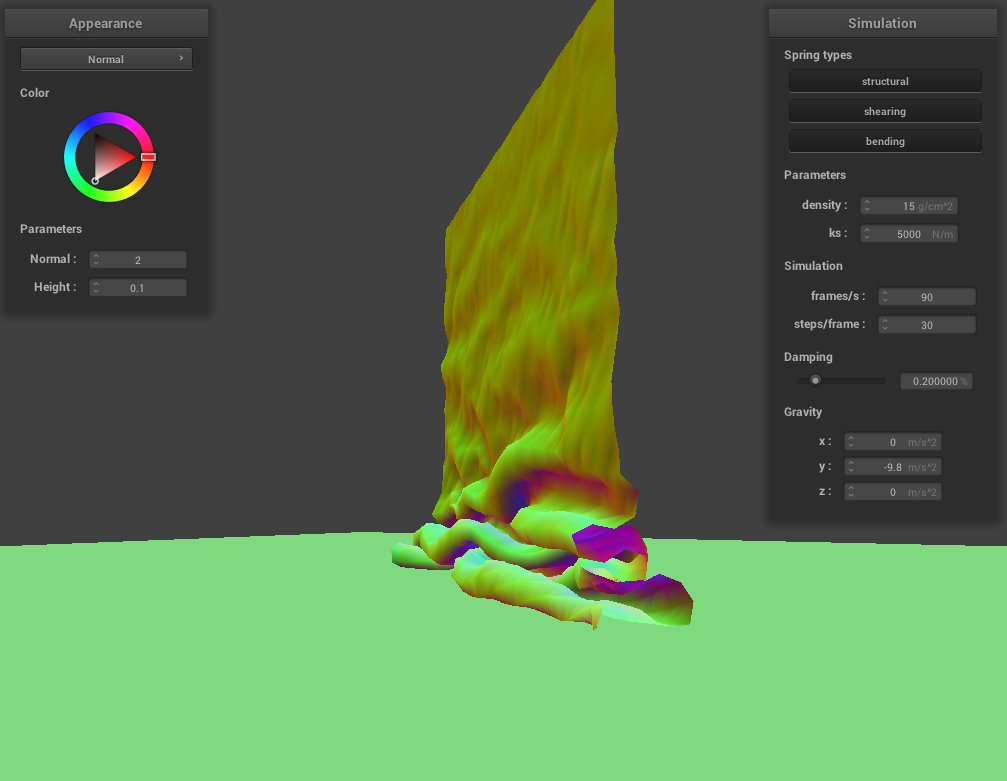 Appearance
Normal ›
Color
Parameters
Normal : 2
Height : 0.1
Simulation
Spring types
structural
shearing
bending
Parameters
density : 15 g/cm^2
ks : 5000 N/m
Simulation
frames/s : 90
steps/frame : 30
Damping
0.200000 %
Gravity
x : 0 m/s^2
y : -9.8 m/s^2
z : 0 m/s^2